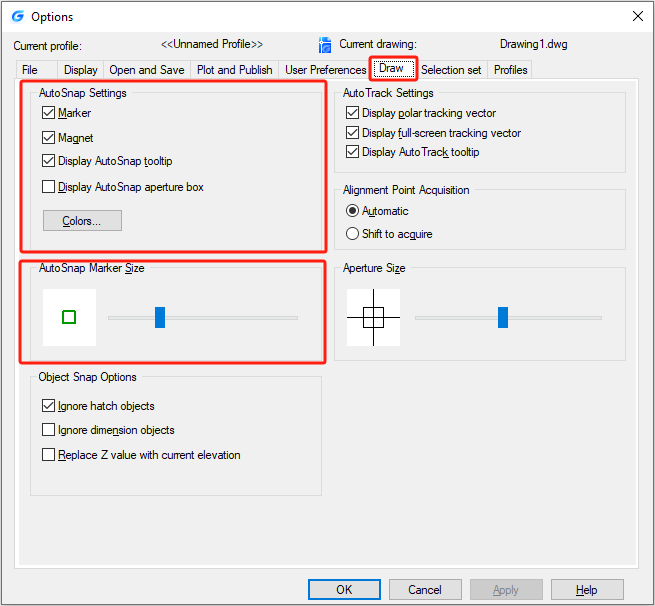 Options
Current profile: <<Unnamed Profile>> Current drawing: Drawing1.dwg
File Display Open and Save Plot and Publish User Preferences Draw Selection set Profiles
AutoSnap Settings
Marker
Magnet
Display AutoSnap tooltip
Display AutoSnap aperture box
Colors...
AutoTrack Settings
Display polar tracking vector
Display full-screen tracking vector
Display AutoTrack tooltip
Alignment Point Acquisition
Automatic
Shift to acquire
AutoSnap Marker Size
Aperture Size
Object Snap Options
Ignore hatch objects
Ignore dimension objects
Replace Z value with current elevation
OK Cancel Apply Help